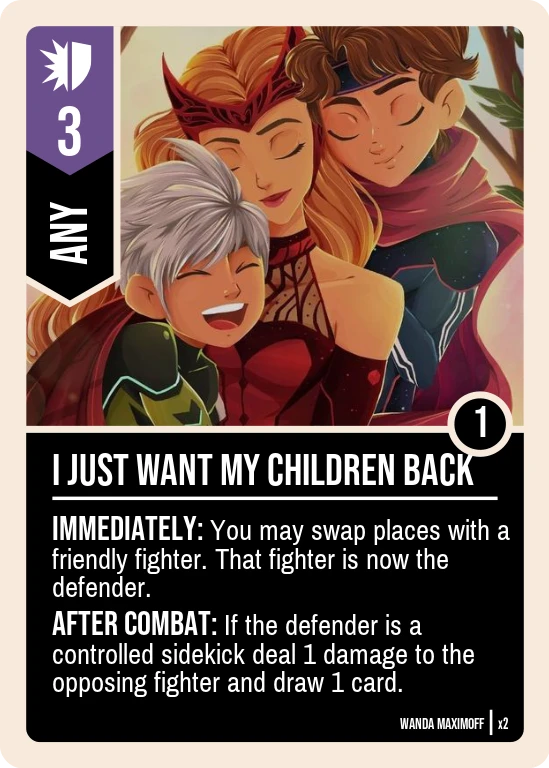 3
ANY
1
I JUST WANT MY CHILDREN BACK
IMMEDIATELY: You may swap places with a
friendly fighter. That fighter is now the
defender.
AFTER COMBAT: If the defender is a
controlled sidekick deal 1 damage to the
opposing fighter and draw 1 card.
WANDA MAXIMOFF | x2